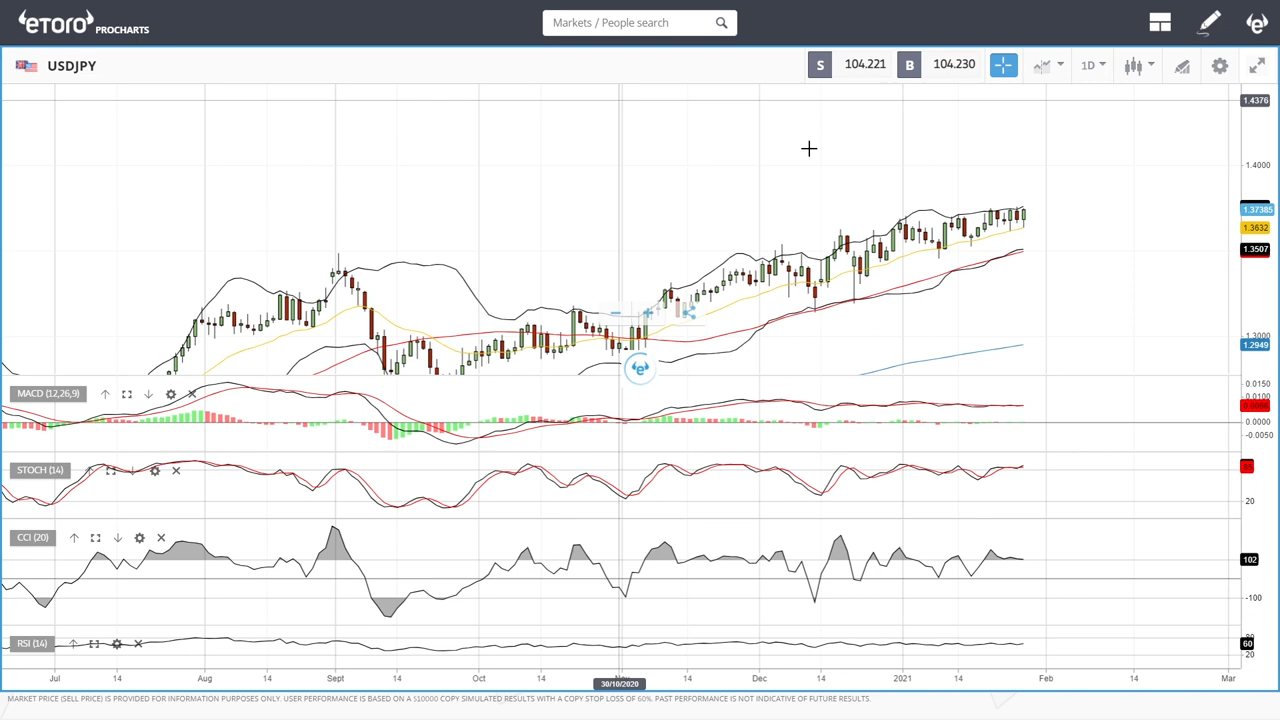 eTORO PROCHARTS
Markets / People search
USDJPY
S 104.221 B 104.230
1D
1.4376
1.4000
1.37385
1.3632
1.3507
1.3000
1.2949
MACD (12,26,9)
0.0150
0.0100
0.0000
-0.0050
STOCH (14)
20
CCI (20)
102
-100
RSI (14)
60
20
Jul 14 Aug 14 Sept 14 Oct 14 14 Dec 14 2021 14 Feb 14 Mar
30/10/2020
MARKET PRICE (SELL PRICE) IS PROVIDED FOR INFORMATION PURPOSES ONLY. USER PERFORMANCE IS BASED ON A $10000 COPY SIMULATED RESULTS WITH A COPY STOP LOSS OF 60%. PAST PERFORMANCE IS NOT INDICATIVE OF FUTURE RESULTS.